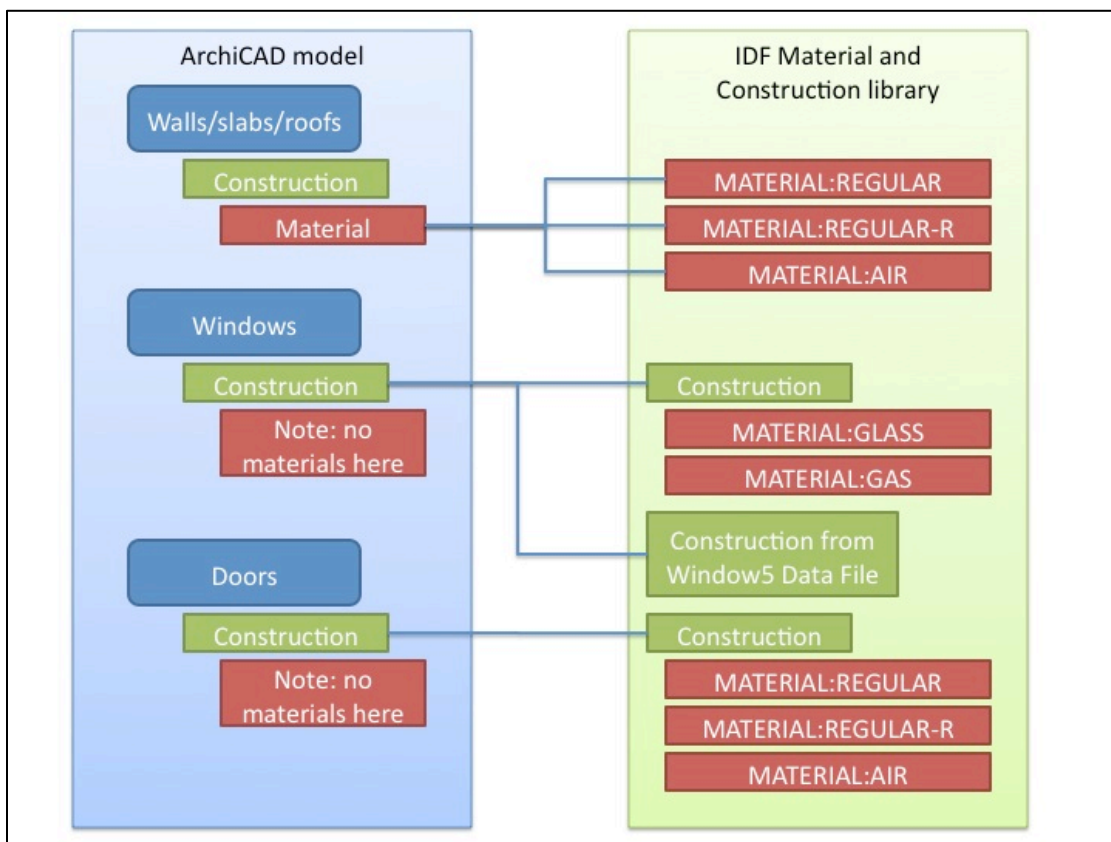 ArchiCAD model
Walls/slabs/roofs
Construction
Material
Windows
Construction
Note: no
materials here
Doors
Construction
Note: no
materials here
IDF Material and
Construction library
MATERIAL:REGULAR
MATERIAL:REGULAR-R
MATERIAL:AIR
Construction
MATERIAL:GLASS
MATERIAL:GAS
Construction from
Window5 Data File
Construction
MATERIAL:REGULAR
MATERIAL:REGULAR-R
MATERIAL:AIR